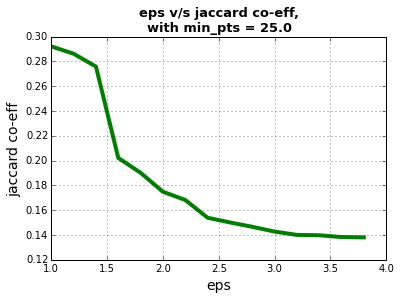 eps v/s jaccard co-eff,
with min_pts = 25.0
0.30
0.28
0.26
0.24
0.22
0.20
0.18
0.16
0.14
0.12
jaccard co-eff
1.0 1.5 2.0 2.5 3.0 3.5 4.0
eps